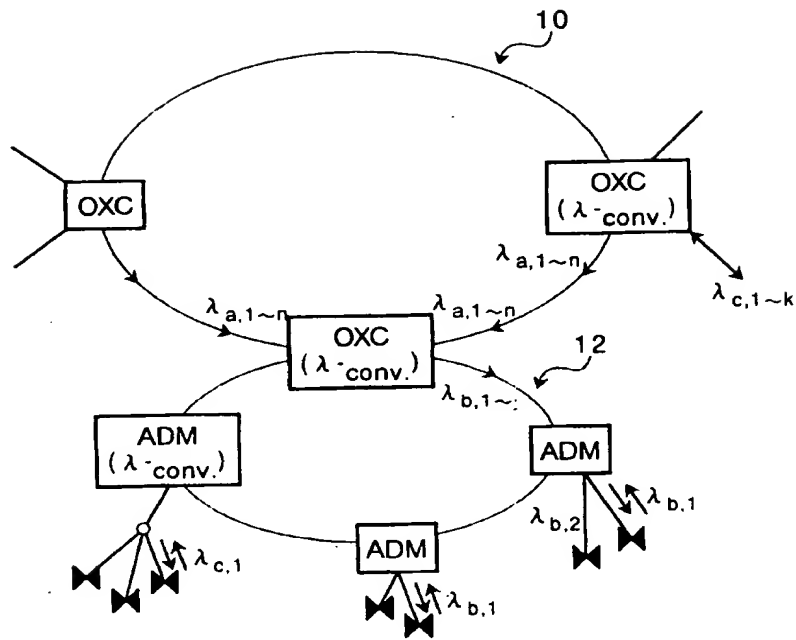 10
OXC
OXC
(λ-conv.)
λa,1~n
λc,1~k
λa,1~n
λa,1~n
OXC
(λ-conv.)
12
λb,1~
ADM
(λ-conv.)
ADM
λb,2
λb,1
λc,1
ADM
λb,1